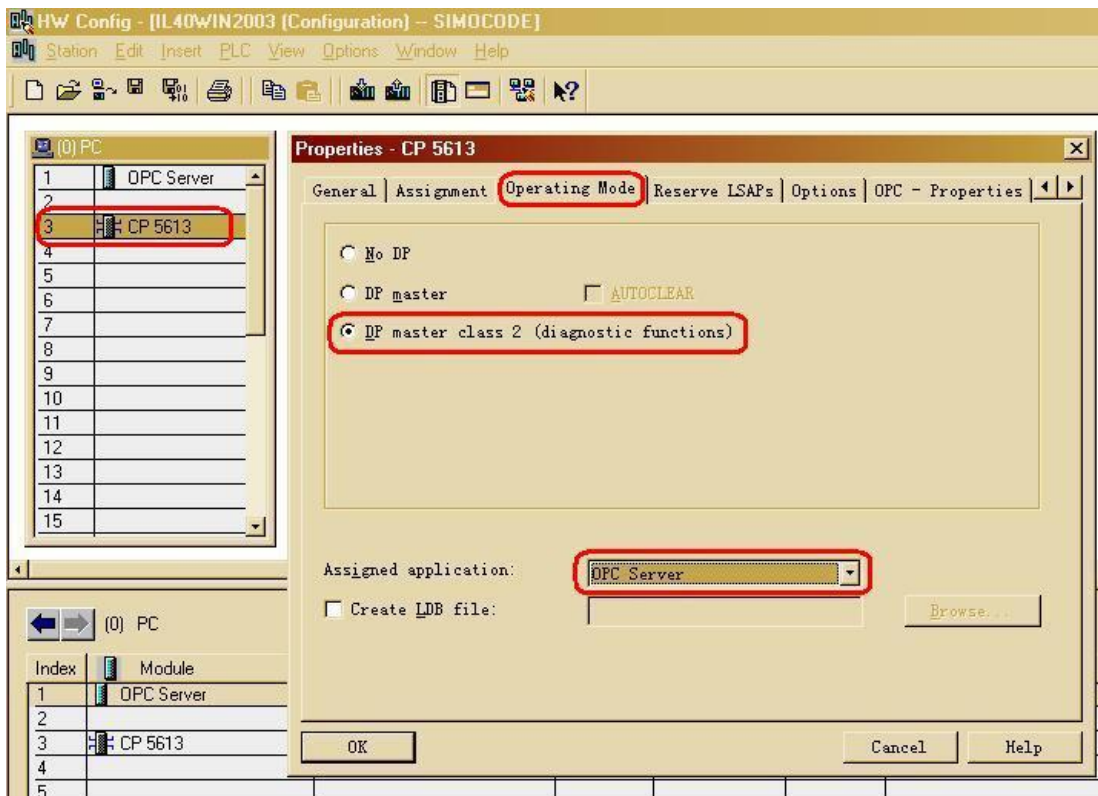 HW Config - [IL40WIN2003 (Configuration) -- SIMOCODE]
Station Edit Insert PLC View Options Window Help
(0) PC
1 OPC Server
2
3 CP 5613
4
5
6
7
8
9
10
11
12
13
14
15
Properties - CP 5613
General Assignment Operating Mode Reserve LSAPs Options OPC - Properties
No DP
DP master AUTOCLEAR
DP master class 2 (diagnostic functions)
Assigned application: OPC Server
Create LDB file: Browse...
OK Cancel Help
(0) PC
Index Module
1 OPC Server
2
3 CP 5613
4
5